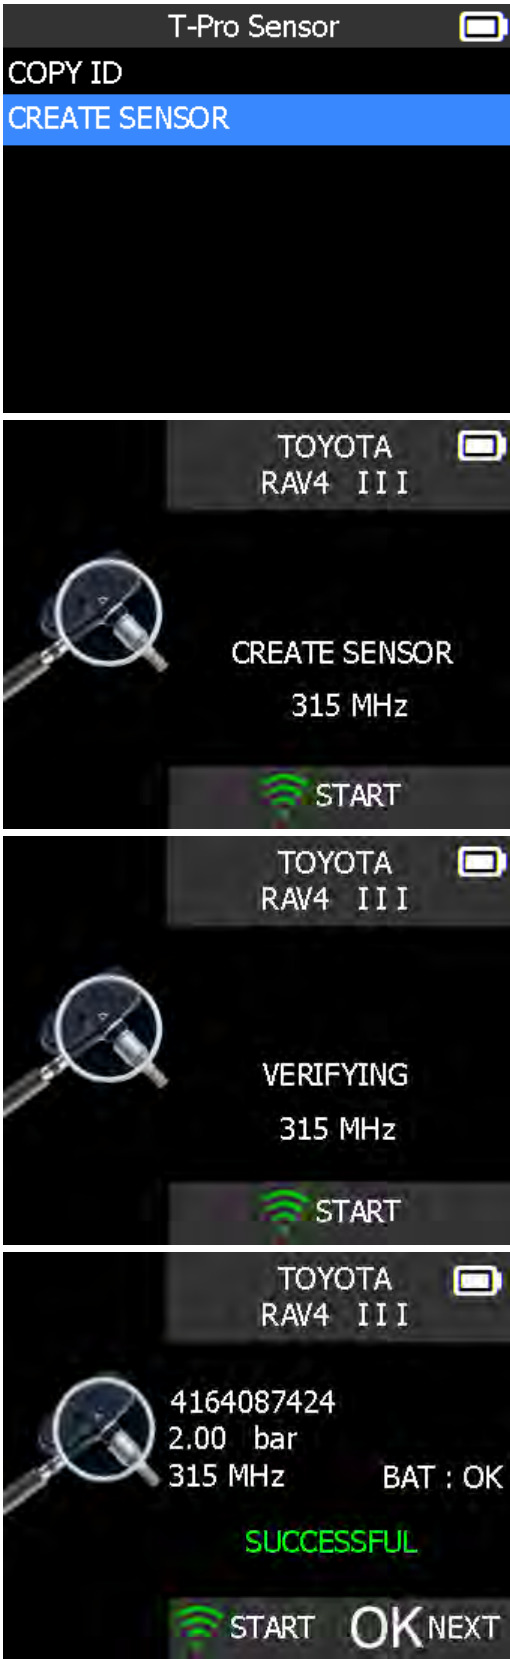 T-Pro Sensor
COPY ID
CREATE SENSOR
TOYOTA
RAV4 III
CREATE SENSOR
315 MHz
START
TOYOTA
RAV4 III
VERIFYING
315 MHz
START
TOYOTA
RAV4 III
4164087424
2.00 bar
315 MHz BAT : OK
SUCCESSFUL
START OK NEXT